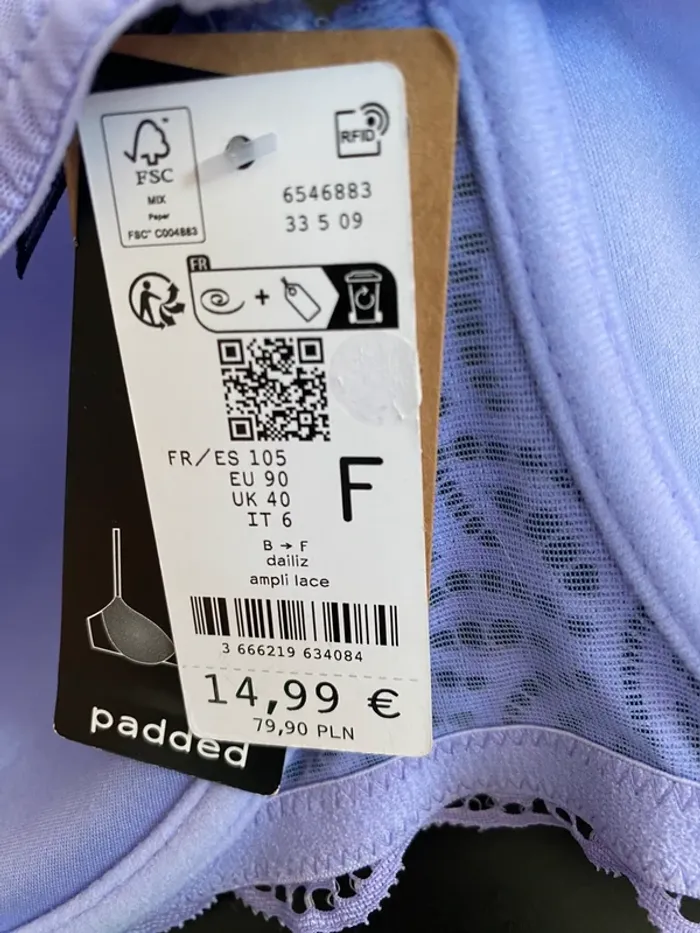 FSC
MIX
Paper
FSC™ C004883
RFID
6546883
33 5 09
FR
FR/ES 105
EU 90
UK 40
IT 6
F
B → F
dailiz
ampli lace
3 666219 634084
14,99 €
79,90 PLN
padded